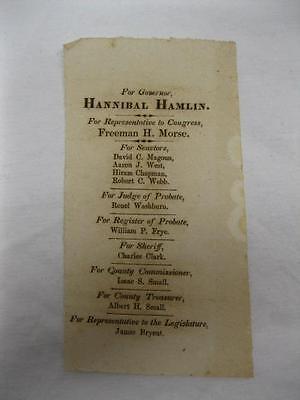 For Governor,
HANNIBAL HAMLIN.
For Representative to Congress,
Freeman H. Morse.
For Senators,
David C. Magoun,
Aaron J. West,
Hiram Chapman,
Robert C. Webb.
For Judge of Probate,
Reuel Washburn.
For Register of Probate,
William P. Frye.
For Sheriff,
Charles Clark.
For County Commissioner,
Isaac S. Small.
For County Treasurer,
Albert H. Small.
For Representative to the Legislature,
James Bryent.